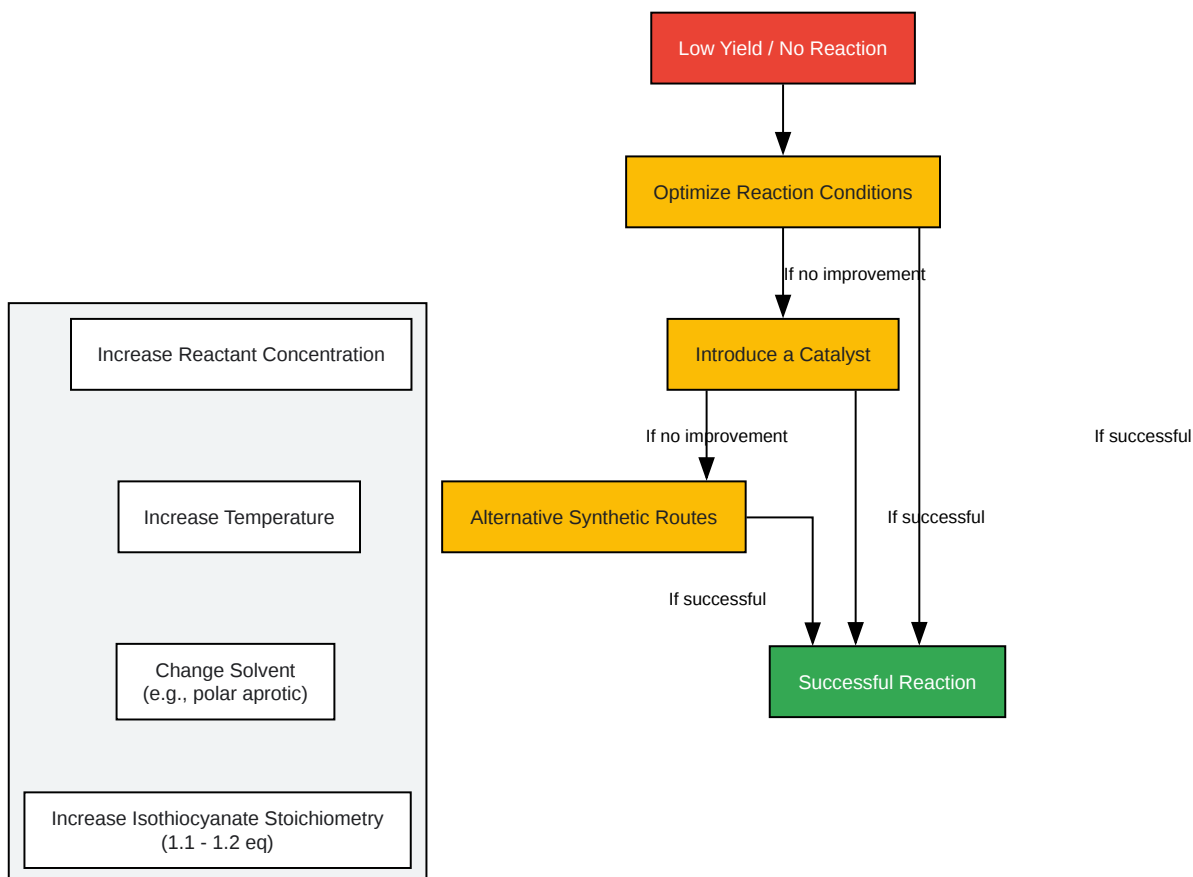 Low Yield / No Reaction
Optimize Reaction Conditions
If no improvement
Increase Reactant Concentration
Introduce a Catalyst
If no improvement
If successful
Increase Temperature
Alternative Synthetic Routes
If successful
If successful
Change Solvent
(e.g., polar aprotic)
Successful Reaction
Increase Isothiocyanate Stoichiometry
(1.1 - 1.2 eq)